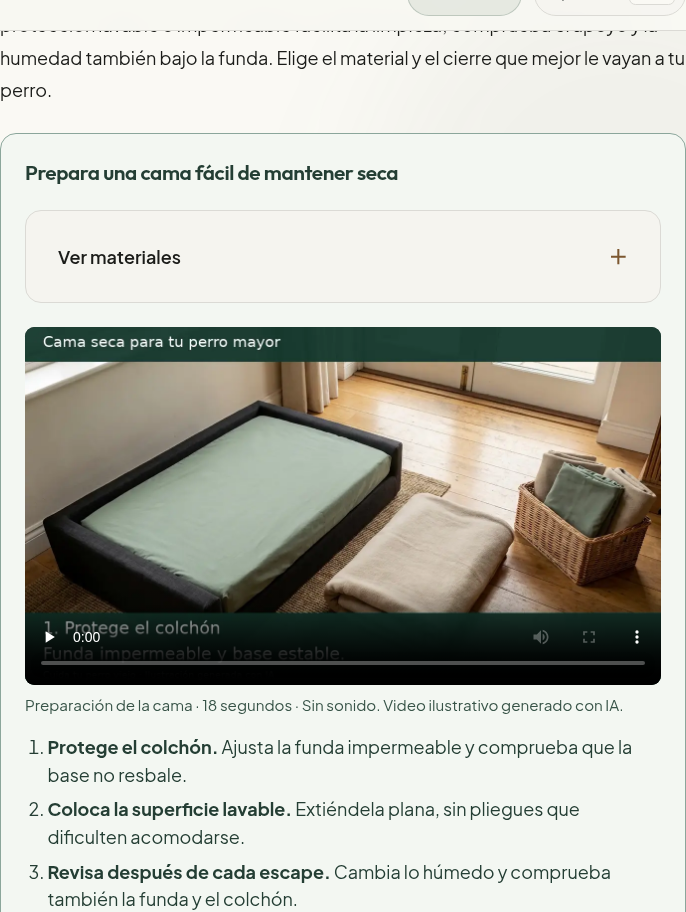 humedad también bajo la funda. Elige el material y el cierre que mejor le vayan a tu
perro.
Prepara una cama fácil de mantener seca
Ver materiales
Cama seca para tu perro mayor
1. Protege el colchón
Funda impermeable y base estable.
0:00
Preparación de la cama · 18 segundos · Sin sonido. Video ilustrativo generado con IA.
1. Protege el colchón. Ajusta la funda impermeable y comprueba que la
base no resbale.
2. Coloca la superficie lavable. Extiéndela plana, sin pliegues que
dificulten acomodarse.
3. Revisa después de cada escape. Cambia lo húmedo y comprueba
también la funda y el colchón.